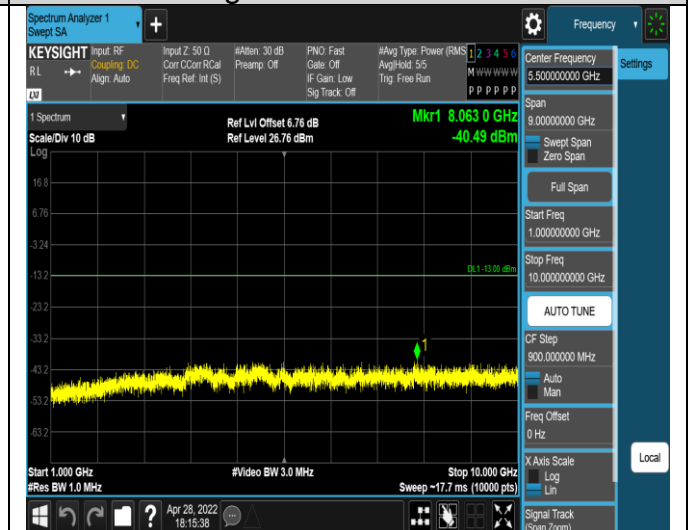 Spectrum Analyzer 1
Swept SA
+
Frequency
KEYSIGHT
RL
LXI
Input: RF
Coupling: DC
Align: Auto
Input Z: 50 Ω
Corr CCorr RCal
Freq Ref: Int (S)
#Atten: 30 dB
Preamp: Off
PNO: Fast
Gate: Off
IF Gain: Low
Sig Track: Off
#Avg Type: Power (RMS
Avg|Hold: 5/5
Trig: Free Run
1 2 3 4 5 6
M W W W W W
P P P P P P
Center Frequency
5.500000000 GHz
Settings
1 Spectrum
Scale/Div 10 dB
Log
Ref Lvl Offset 6.76 dB
Ref Level 26.76 dBm
Mkr1 8.063 0 GHz
-40.49 dBm
16.8
6.76
-3.24
-13.2
-23.2
-33.2
-43.2
-53.2
-63.2
DL1 -13.00 dBm
1
Start 1.000 GHz
#Res BW 1.0 MHz
#Video BW 3.0 MHz
Stop 10.000 GHz
Sweep ~17.7 ms (10000 pts)
Span
9.00000000 GHz
Swept Span
Zero Span
Full Span
Start Freq
1.000000000 GHz
Stop Freq
10.000000000 GHz
AUTO TUNE
CF Step
900.000000 MHz
Auto
Man
Freq Offset
0 Hz
X Axis Scale
Log
Lin
Signal Track
(Span Zoom)
Local
?
Apr 28, 2022
18:15:38